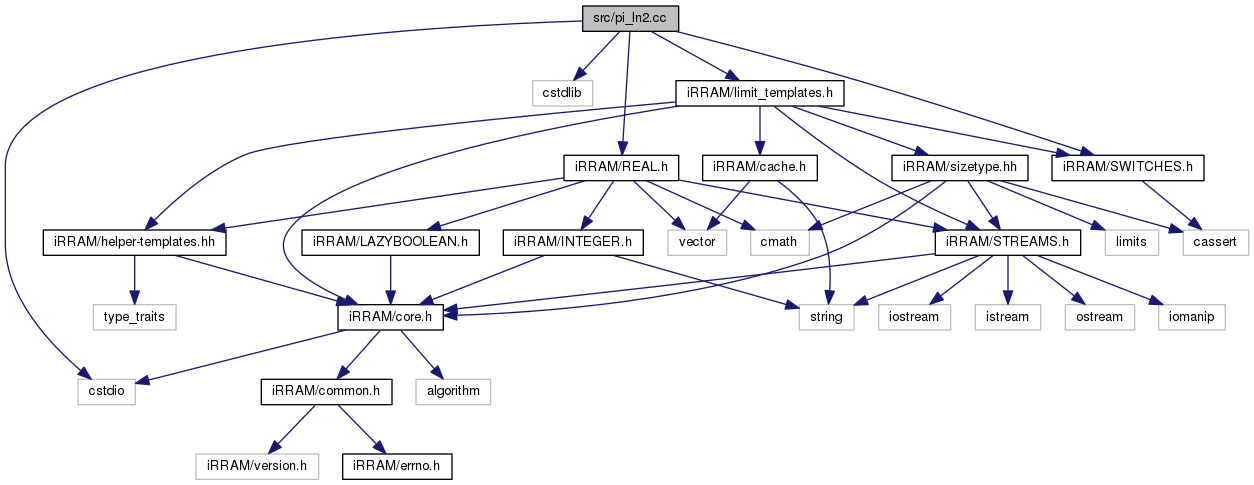 src/pi_ln2.cc
cstdlib
iRRAM/limit_templates.h
iRRAM/REAL.h
iRRAM/cache.h
iRRAM/sizetype.hh
iRRAM/SWITCHES.h
iRRAM/helper-templates.hh
iRRAM/LAZYBOOLEAN.h
iRRAM/INTEGER.h
vector
cmath
iRRAM/STREAMS.h
limits
cassert
type_traits
iRRAM/core.h
string
iostream
istream
ostream
iomanip
cstdio
iRRAM/common.h
algorithm
iRRAM/version.h
iRRAM/errno.h